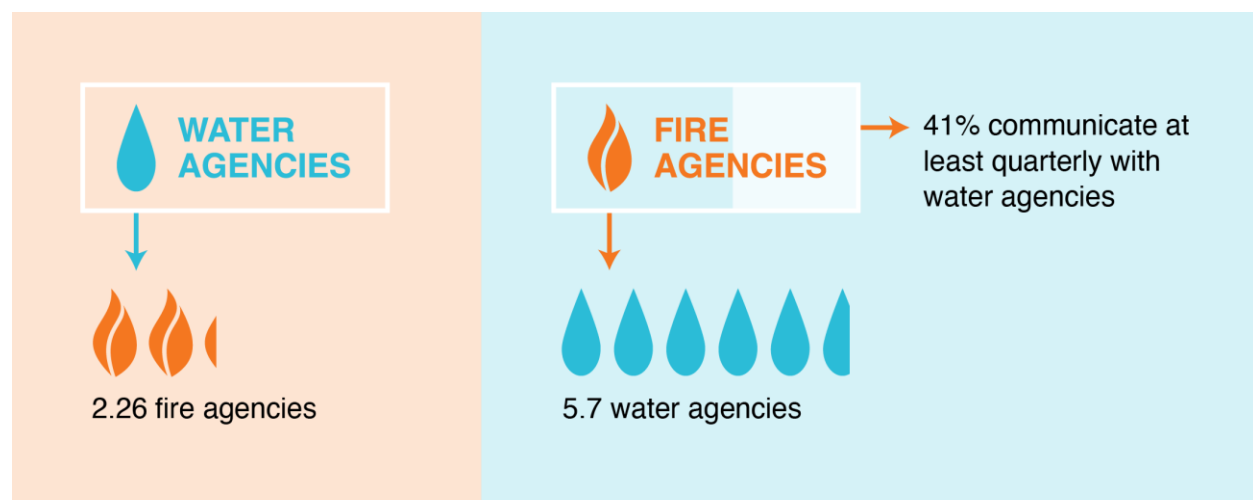 WATER
AGENCIES
2.26 fire agencies
FIRE
AGENCIES
41% communicate at
least quarterly with
water agencies
5.7 water agencies